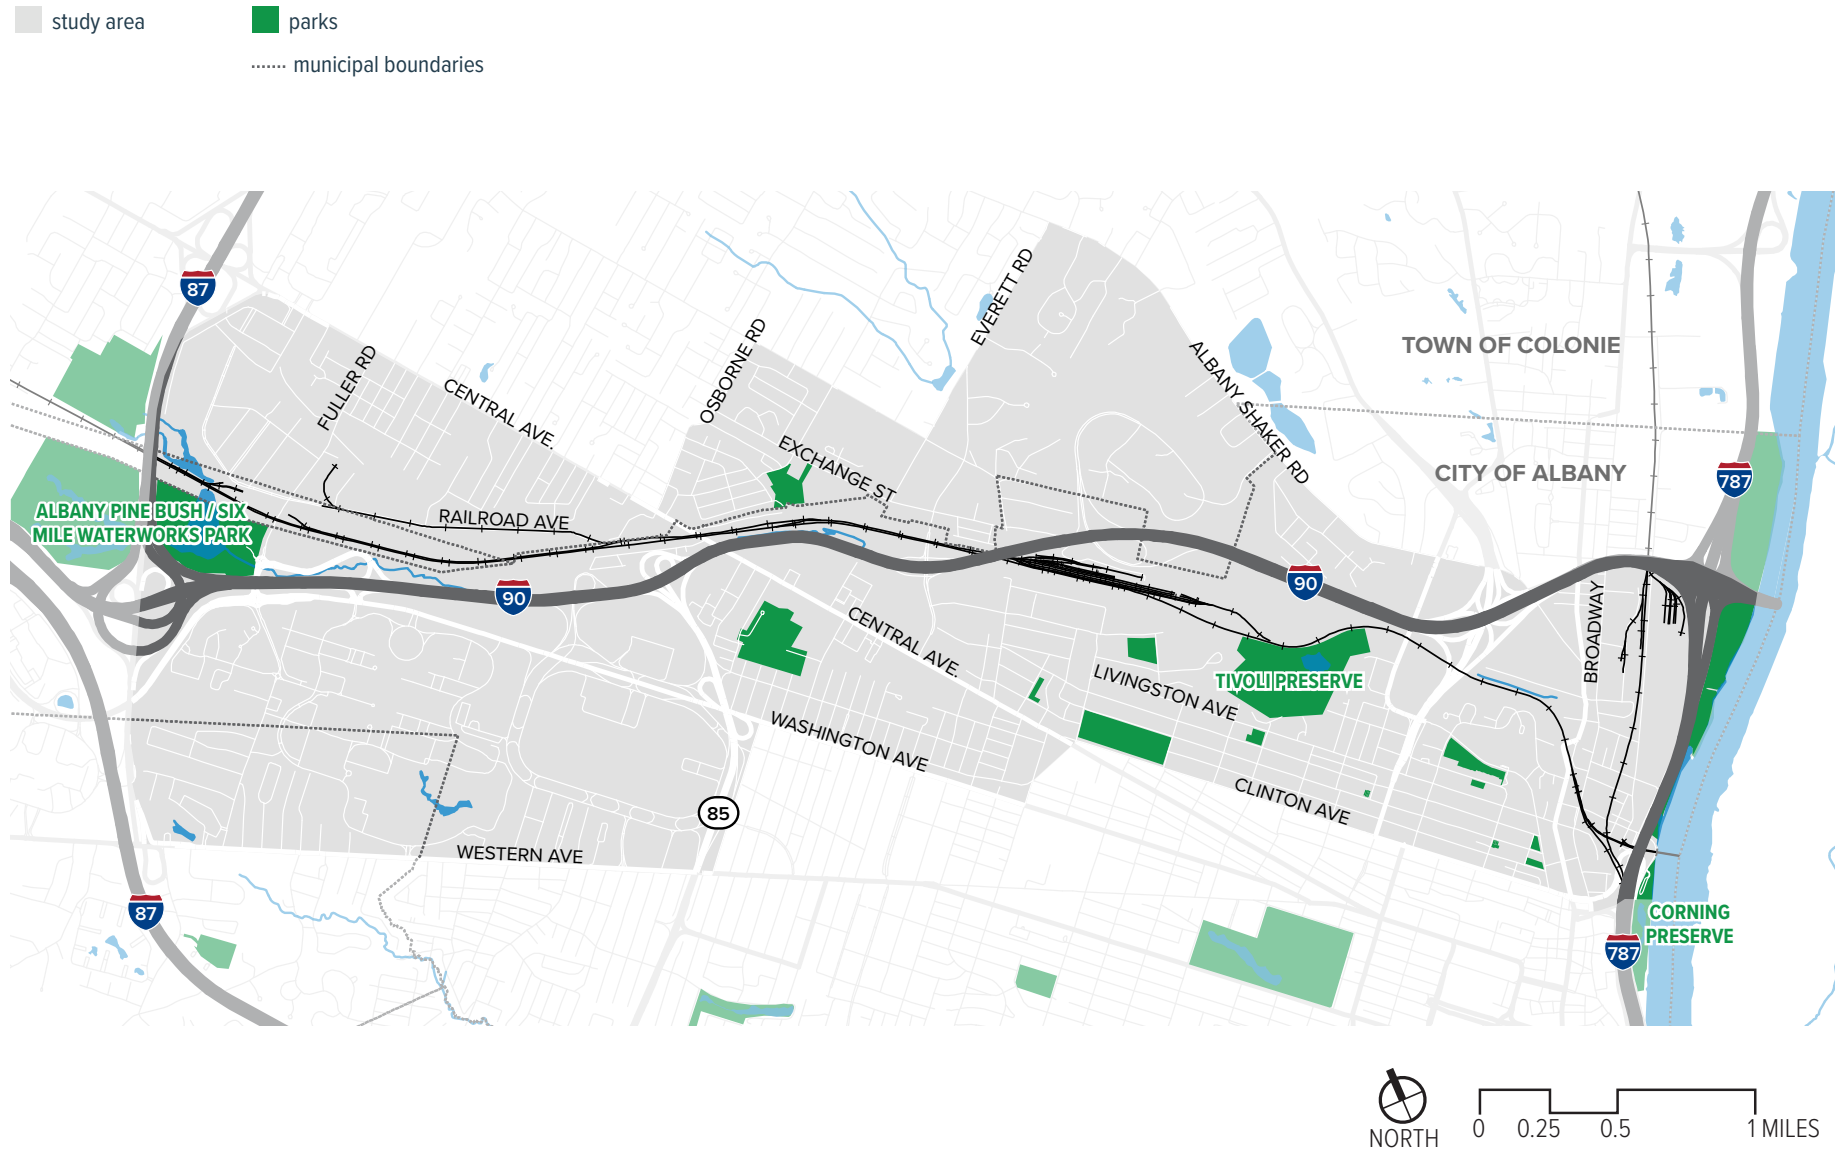 study area
parks
municipal boundaries
87
EVERETT RD
OSBORNE RD
FULLER RD
CENTRAL AVE.
ALBANY SHAKER RD
TOWN OF COLONIE
EXCHANGE ST
CITY OF ALBANY
787
ALBANY PINE BUSH / SIX
MILE WATERWORKS PARK
RAILROAD AVE
90
90
BROADWAY
CENTRAL AVE.
LIVINGSTON AVE
TIVOLI PRESERVE
WASHINGTON AVE
CLINTON AVE
85
WESTERN AVE
87
CORNING
PRESERVE
787
NORTH
0 0.25 0.5 1 MILES